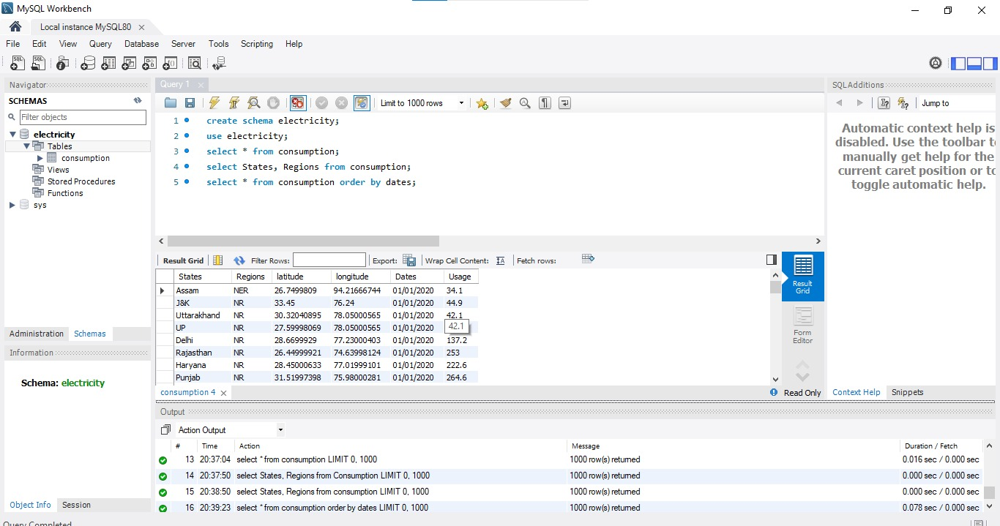 MySQL Workbench
Local instance MySQL80
File Edit View Query Database Server Tools Scripting Help
Navigator
SCHEMAS
Filter objects
electricity
Tables
consumption
Views
Stored Procedures
Functions
sys
Administration Schemas
Information
Schema: electricity
Object Info Session
Query Completed
Query 1
Limit to 1000 rows
1 create schema electricity;
2 use electricity;
3 select * from consumption;
4 select States, Regions from consumption;
5 select * from consumption order by dates;
Result Grid Filter Rows: Export: Wrap Cell Content: Fetch rows:
States Regions latitude longitude Dates Usage
Assam NER 26.7499809 94.21666744 01/01/2020 34.1
J&K NR 33.45 76.24 01/01/2020 44.9
Uttarakhand NR 30.32040895 78.05000565 01/01/2020 42.1
UP NR 27.59998069 78.05000565 01/01/2020
42.1
Delhi NR 28.6699929 77.23000403 01/01/2020 137.2
Rajasthan NR 26.44999921 74.63998124 01/01/2020 253
Haryana NR 28.45000633 77.01999101 01/01/2020 222.6
Punjab NR 31.51997398 75.98000281 01/01/2020 264.6
Result
Grid
Form
Editor
consumption 4
Read Only
SQLAdditions
Jump to
Automatic context help is
disabled. Use the toolbar
manually get help for the
current caret position or to
toggle automatic help.
Context Help Snippets
Output
Action Output
# Time Action Message Duration / Fetch
13 20:37:04 select * from consumption LIMIT 0, 1000 1000 row(s) returned 0.016 sec / 0.000 sec
14 20:37:50 select States, Regions from Consumption LIMIT 0, 1000 1000 row(s) returned 0.000 sec / 0.000 sec
15 20:38:50 select States, Regions from consumption LIMIT 0, 1000 1000 row(s) returned 0.000 sec / 0.000 sec
16 20:39:23 select * from consumption order by dates LIMIT 0, 1000 1000 row(s) returned 0.078 sec / 0.000 sec